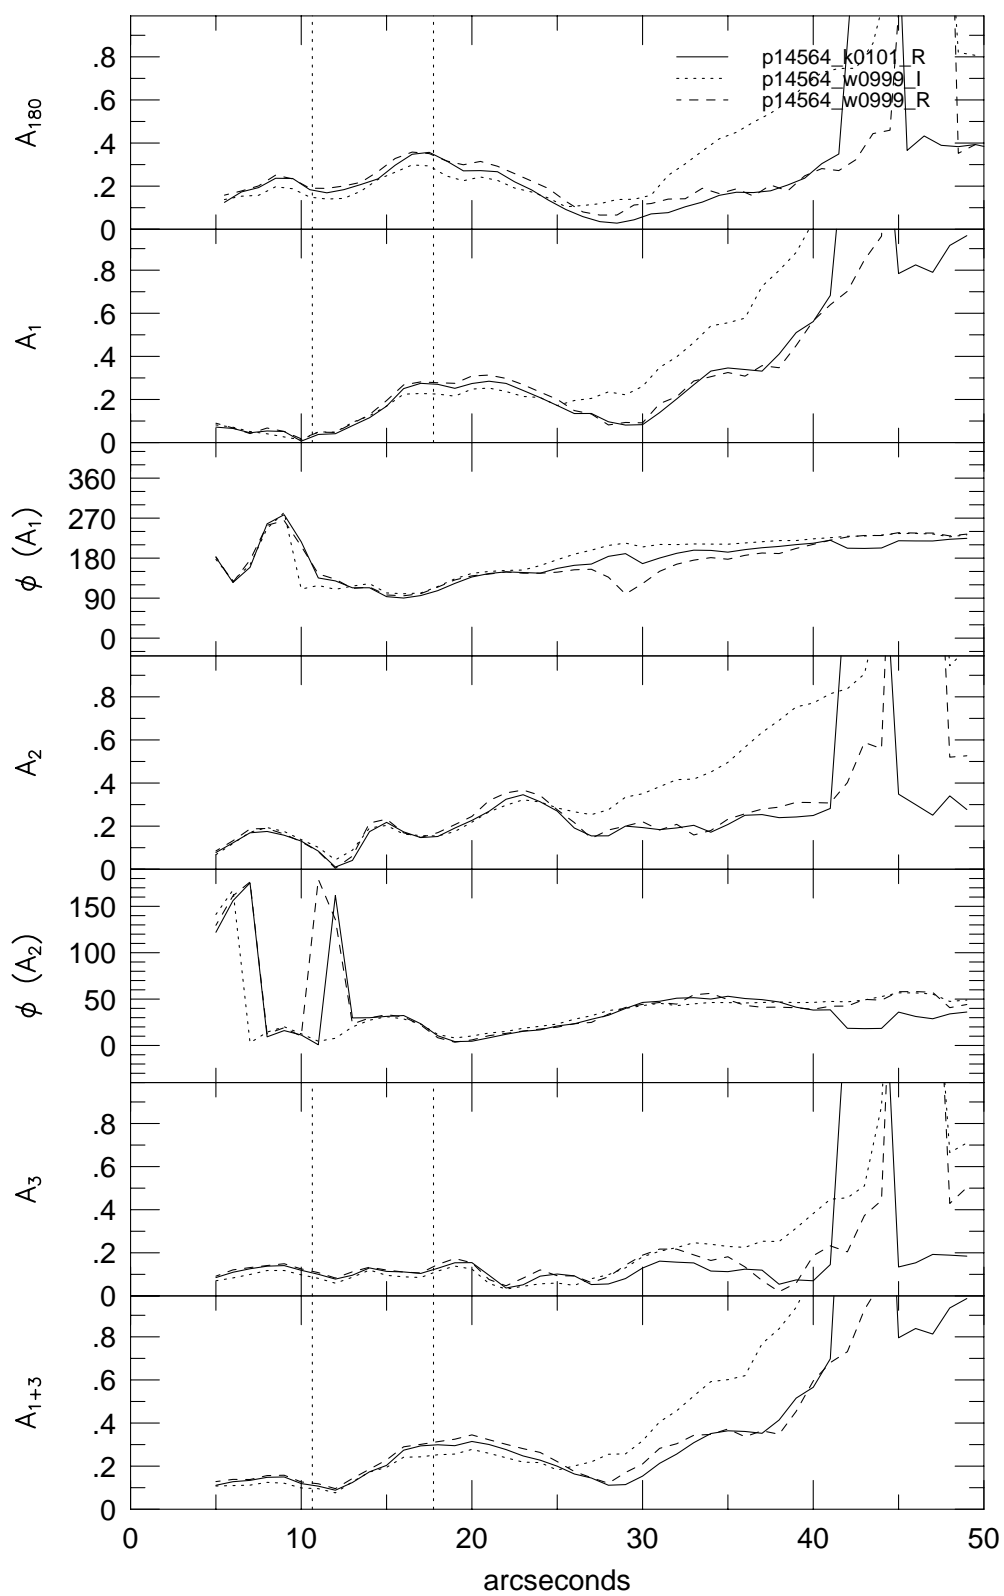 .8
.6
.4
.2
0
A180
p14564_k0101_R
p14564_w0999_I
p14564_w0999_R
.8
.6
.4
.2
0
A1
360
270
180
90
0
ϕ (A1)
.8
.6
.4
.2
0
A2
150
100
50
0
ϕ (A2)
.8
.6
.4
.2
0
A3
.8
.6
.4
.2
0
A1+3
0 10 20 30 40 50
arcseconds